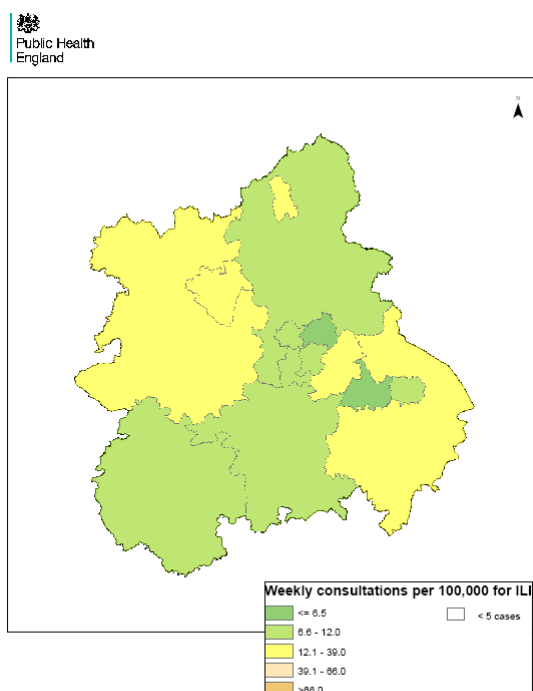 Public Health
England
N
Weekly consultations per 100,000 for ILI
<= 6.5
< 5 cases
6.6 - 12.0
12.1 - 39.0
39.1 - 66.0
>66.0